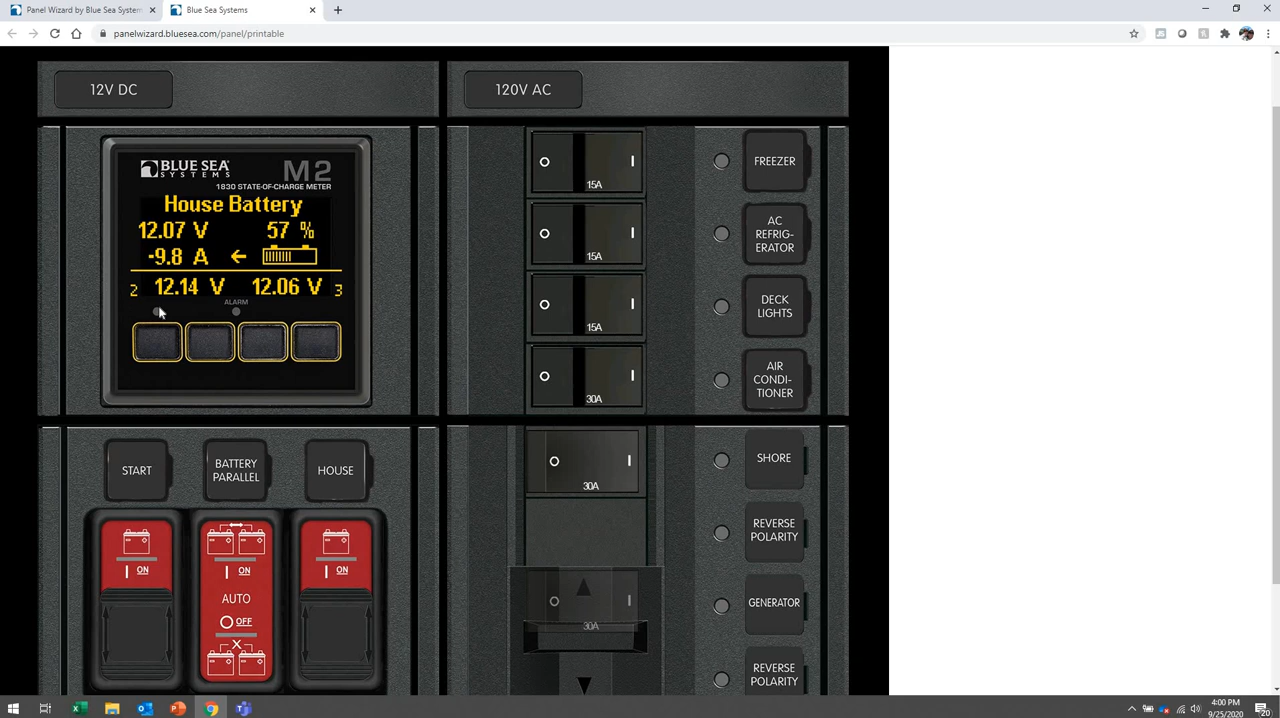 Panel Wizard by Blue Sea System
Blue Sea Systems
panelwizard.bluesea.com/panel/printable
12V DC
120V AC
BLUE SEA
SYSTEMS
M2
1830 STATE-OF-CHARGE METER
House Battery
12.07 V 57 %
-9.8 A
2 12.14 V 12.06 V 3
ALARM
15A
FREEZER
15A
AC
REFRIG-
ERATOR
15A
DECK
LIGHTS
30A
AIR
CONDI-
TIONER
START
BATTERY
PARALLEL
HOUSE
ON
ON
ON
AUTO
OFF
X
30A
SHORE
REVERSE
POLARITY
30A
GENERATOR
REVERSE
POLARITY
4:00 PM
9/25/2020
20